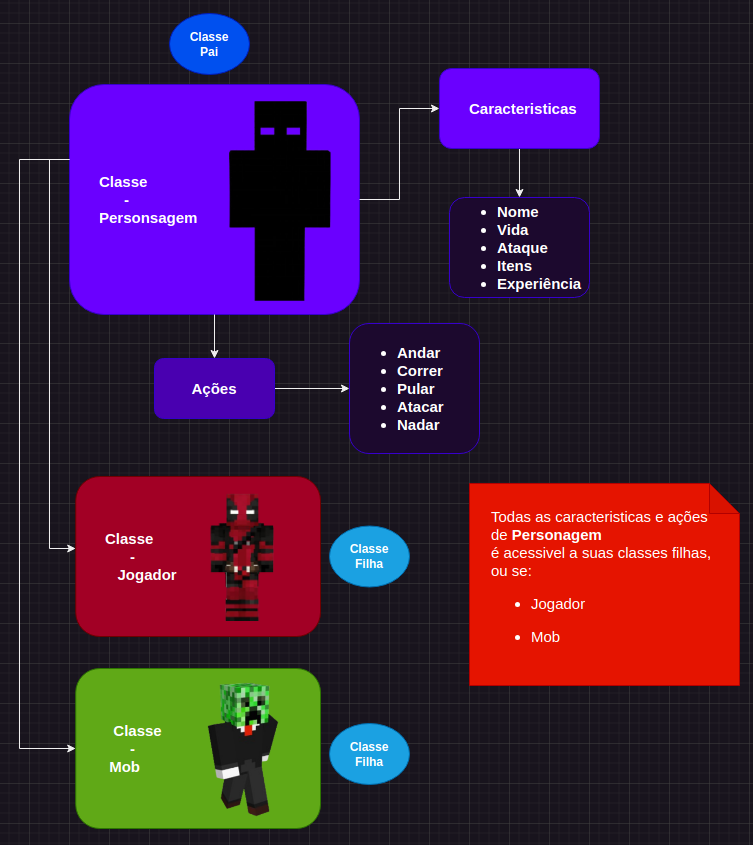 Classe
Pai
Classe
-
Personsagem
Caracteristicas
Nome
Vida
Ataque
Itens
Experiência
Ações
Andar
Correr
Pular
Atacar
Nadar
Classe
-
Jogador
Classe
Filha
Todas as caracteristicas e ações
de Personagem
é acessivel a suas classes filhas,
ou se:
Jogador
Mob
Classe
-
Mob
Classe
Filha